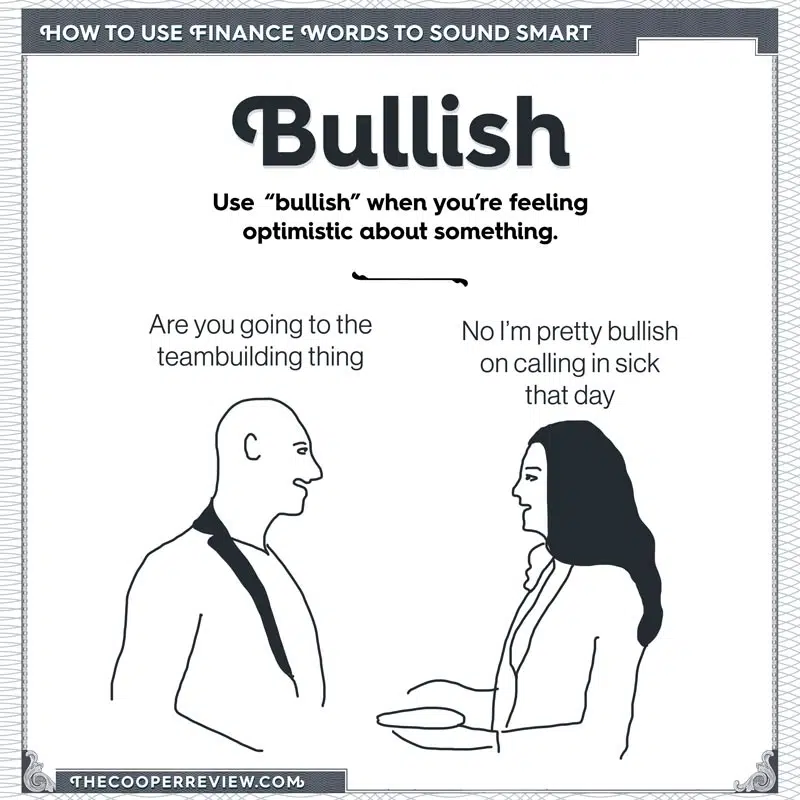 HOW TO USE FINANCE WORDS TO SOUND SMART
Bullish
Use “bullish” when you’re feeling
optimistic about something.
Are you going to the
teambuilding thing
No I’m pretty bullish
on calling in sick
that day
THECOOPERREVIEW.COM